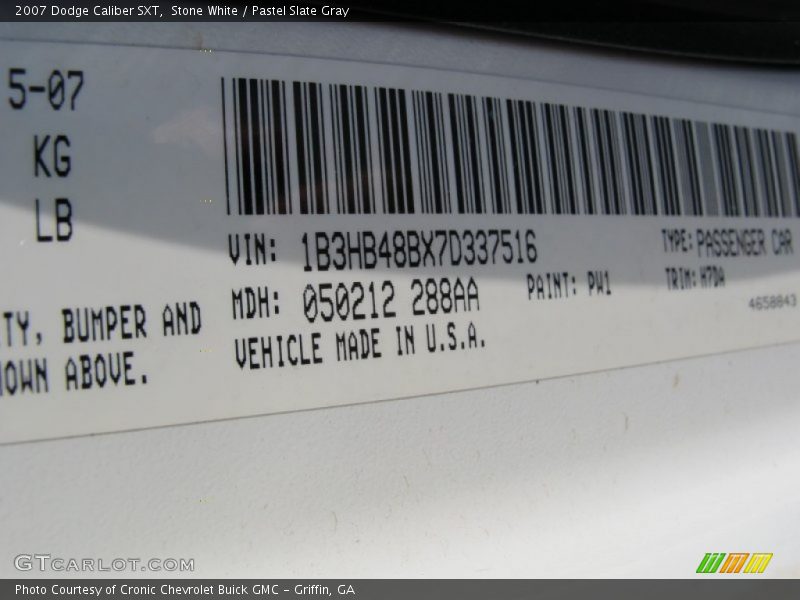 2007 Dodge Caliber SXT,  Stone White / Pastel Slate Gray
5-07
KG
LB
VIN: 1B3HB48BX7D337516 TYPE: PASSENGER CAR
MDH: 050212 288AA PAINT: PW1 TRIM: H7DA
4658843
TY, BUMPER AND VEHICLE MADE IN U.S.A.
OWN ABOVE.
GTCARLOT.COM
Photo Courtesy of Cronic Chevrolet Buick GMC – Griffin, GA